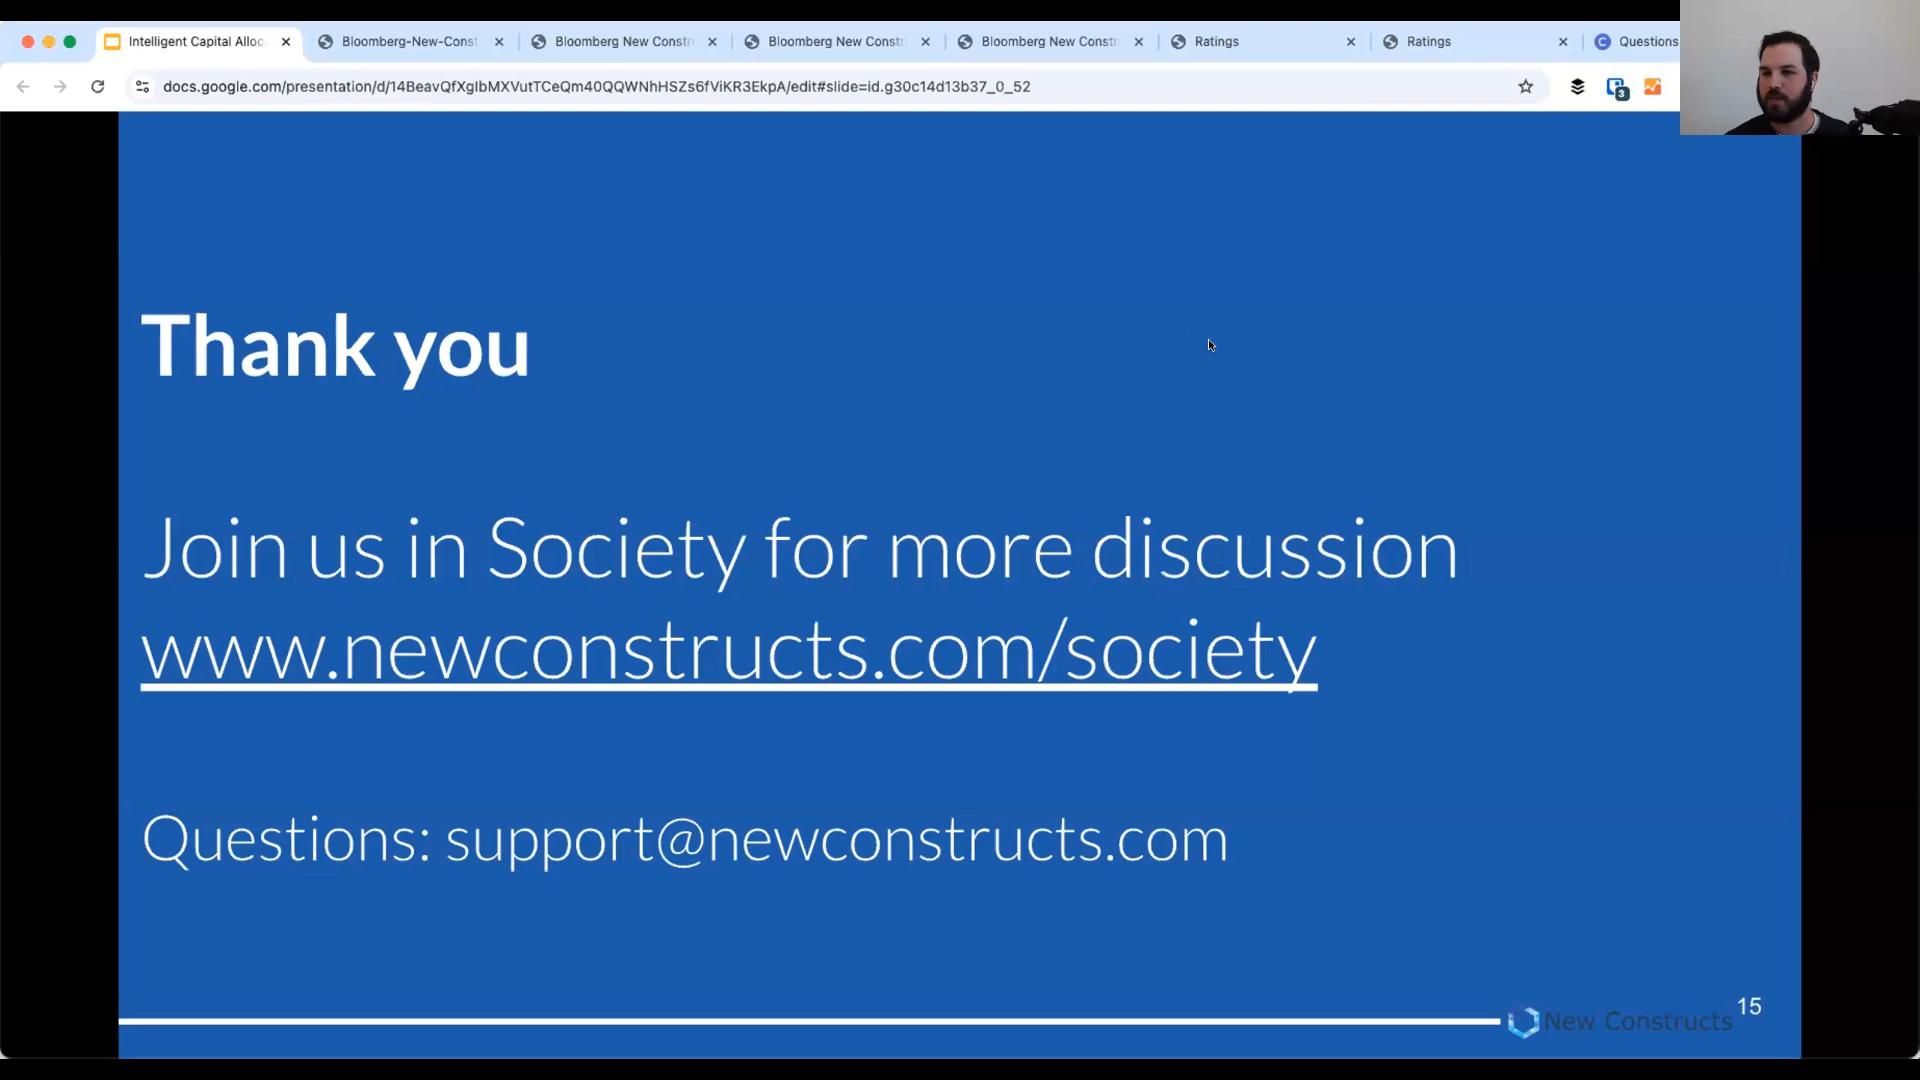 Intelligent Capital Alloc
Bloomberg-New-Const
Bloomberg New Constr
Bloomberg New Constr
Bloomberg New Constr
Ratings
Ratings
Questions
docs.google.com/presentation/d/14BeavQfXgIbMXVutTCeQm40QQWNhHSZs6fViKR3EkpA/edit#slide=id.g30c14d13b37_0_52
3
Thank you
Join us in Society for more discussion
www.newconstructs.com/society
Questions: support@newconstructs.com
New Constructs
15